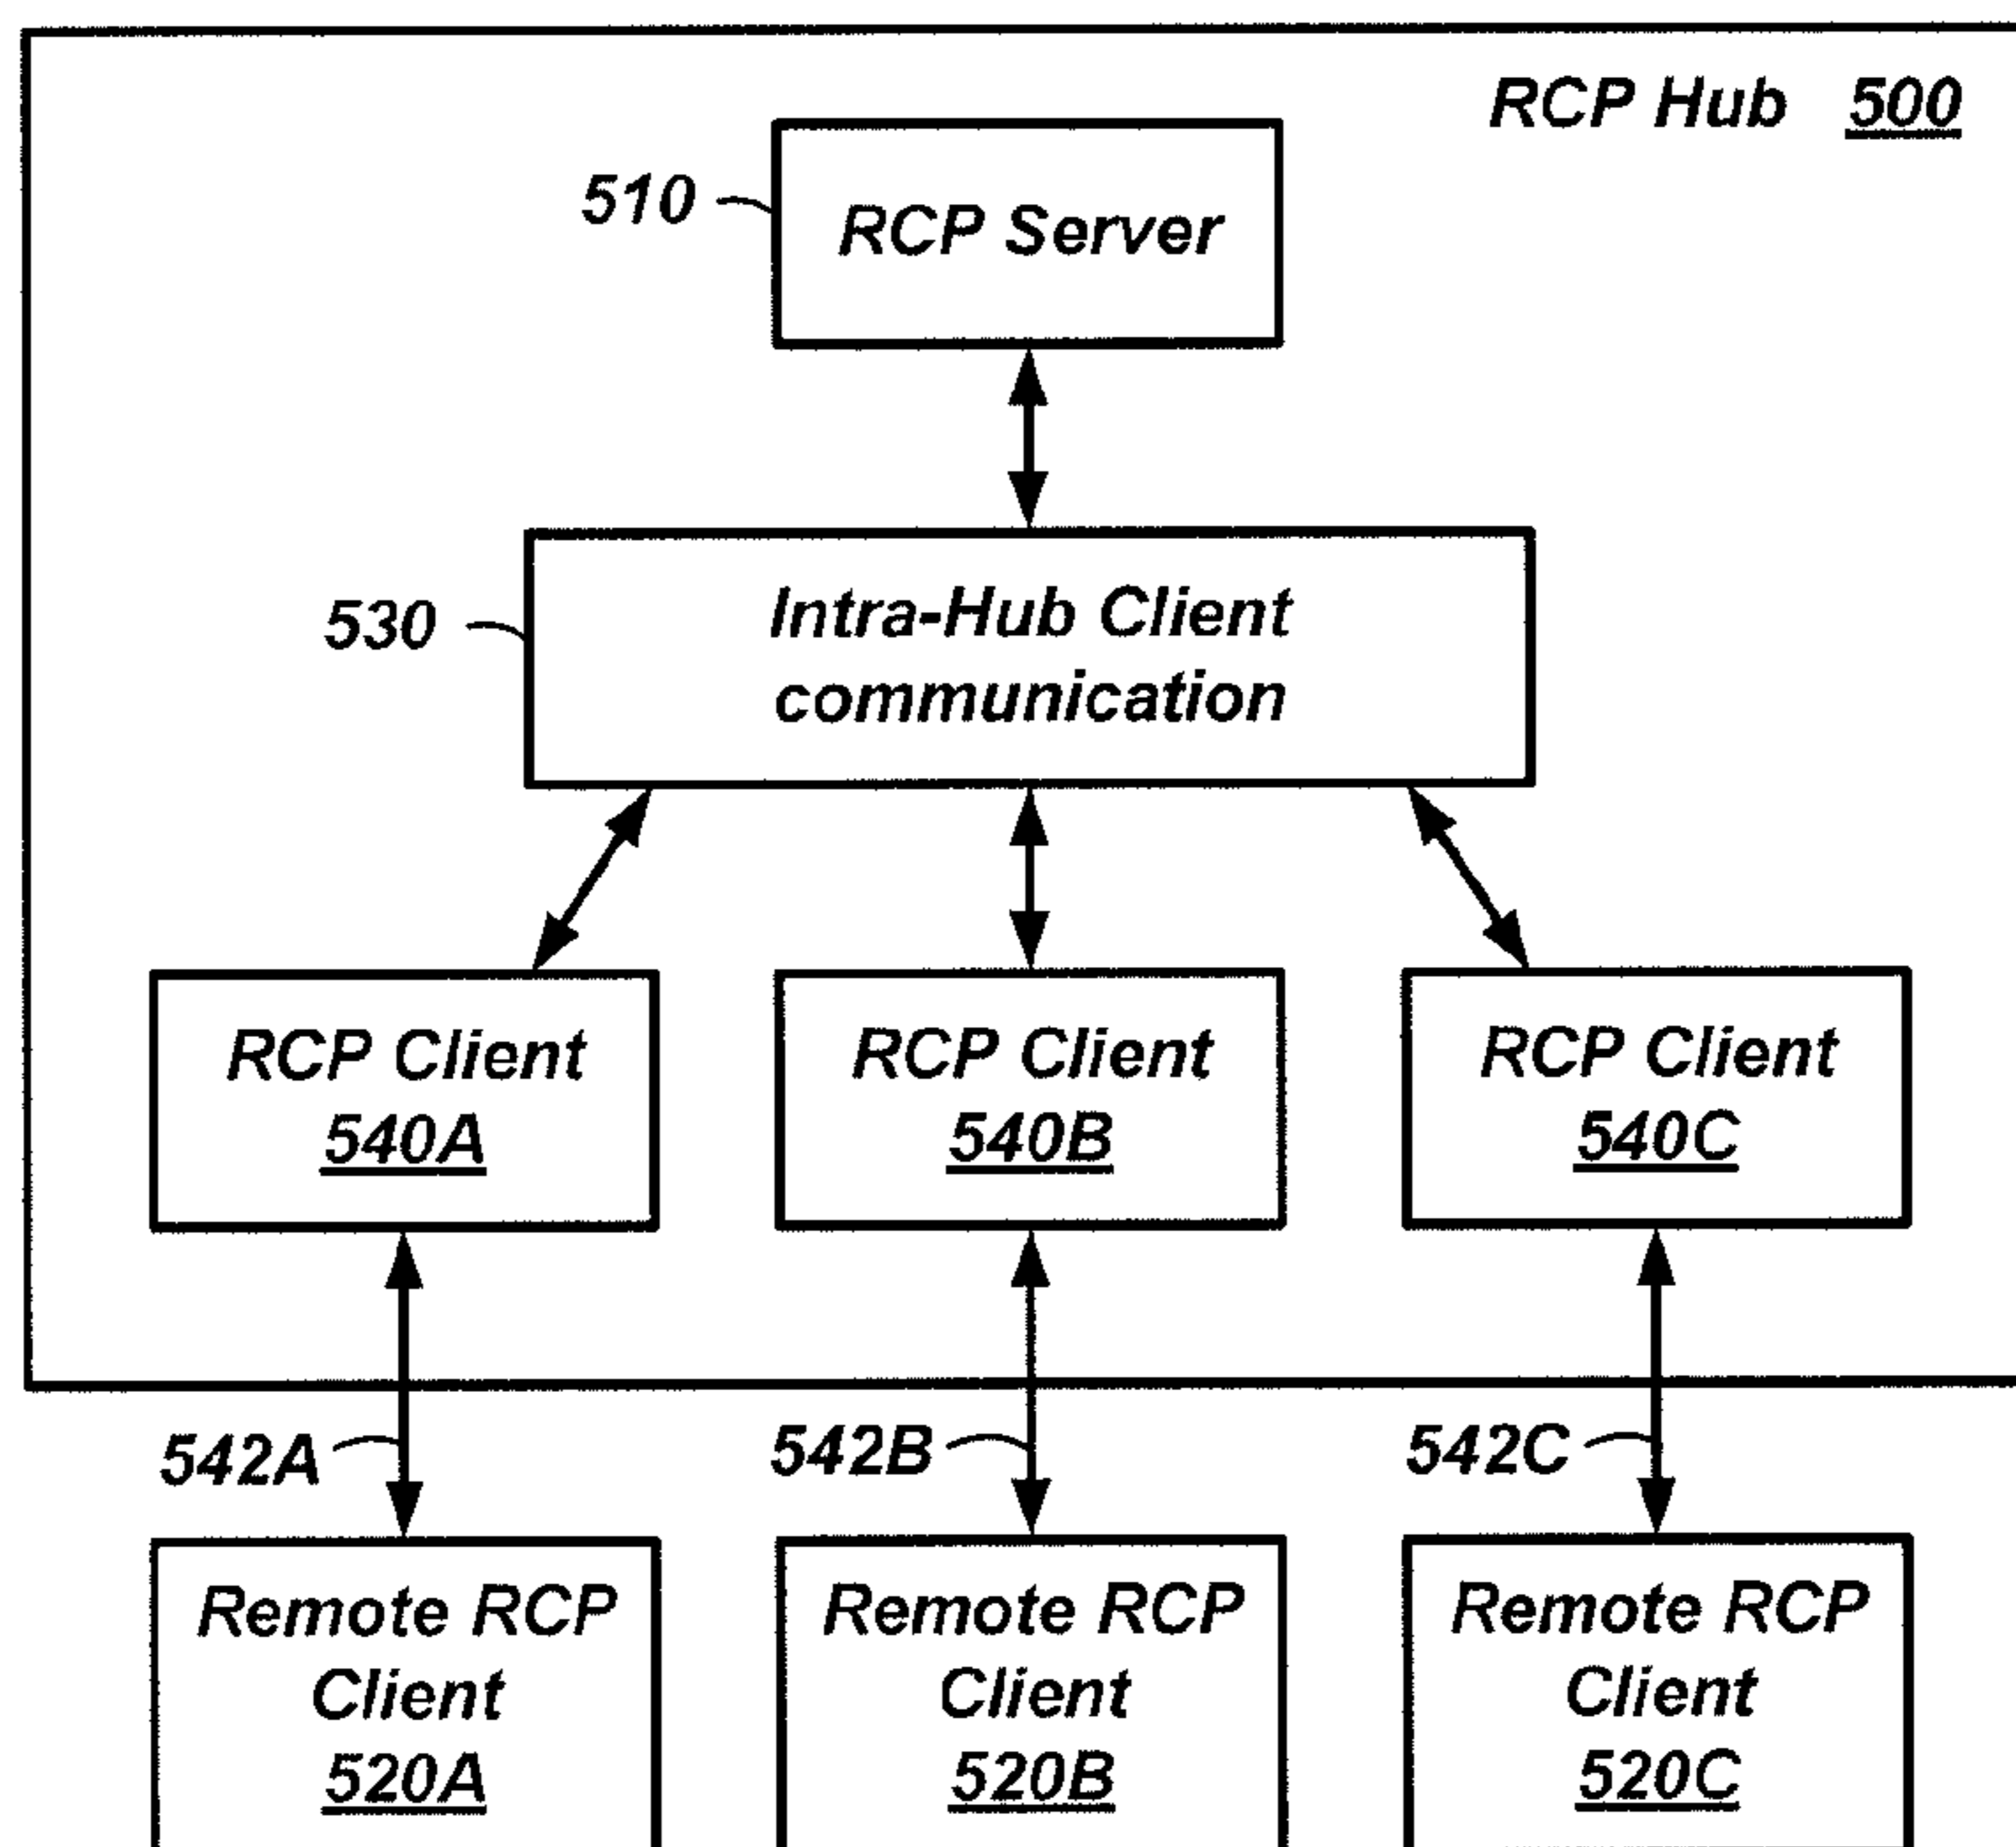 RCP Hub 500
510
RCP Server
530
Intra-Hub Client
communication
RCP Client
540A
RCP Client
540B
RCP Client
540C
542A
542B
542C
Remote RCP
Client
520A
Remote RCP
Client
520B
Remote RCP
Client
520C